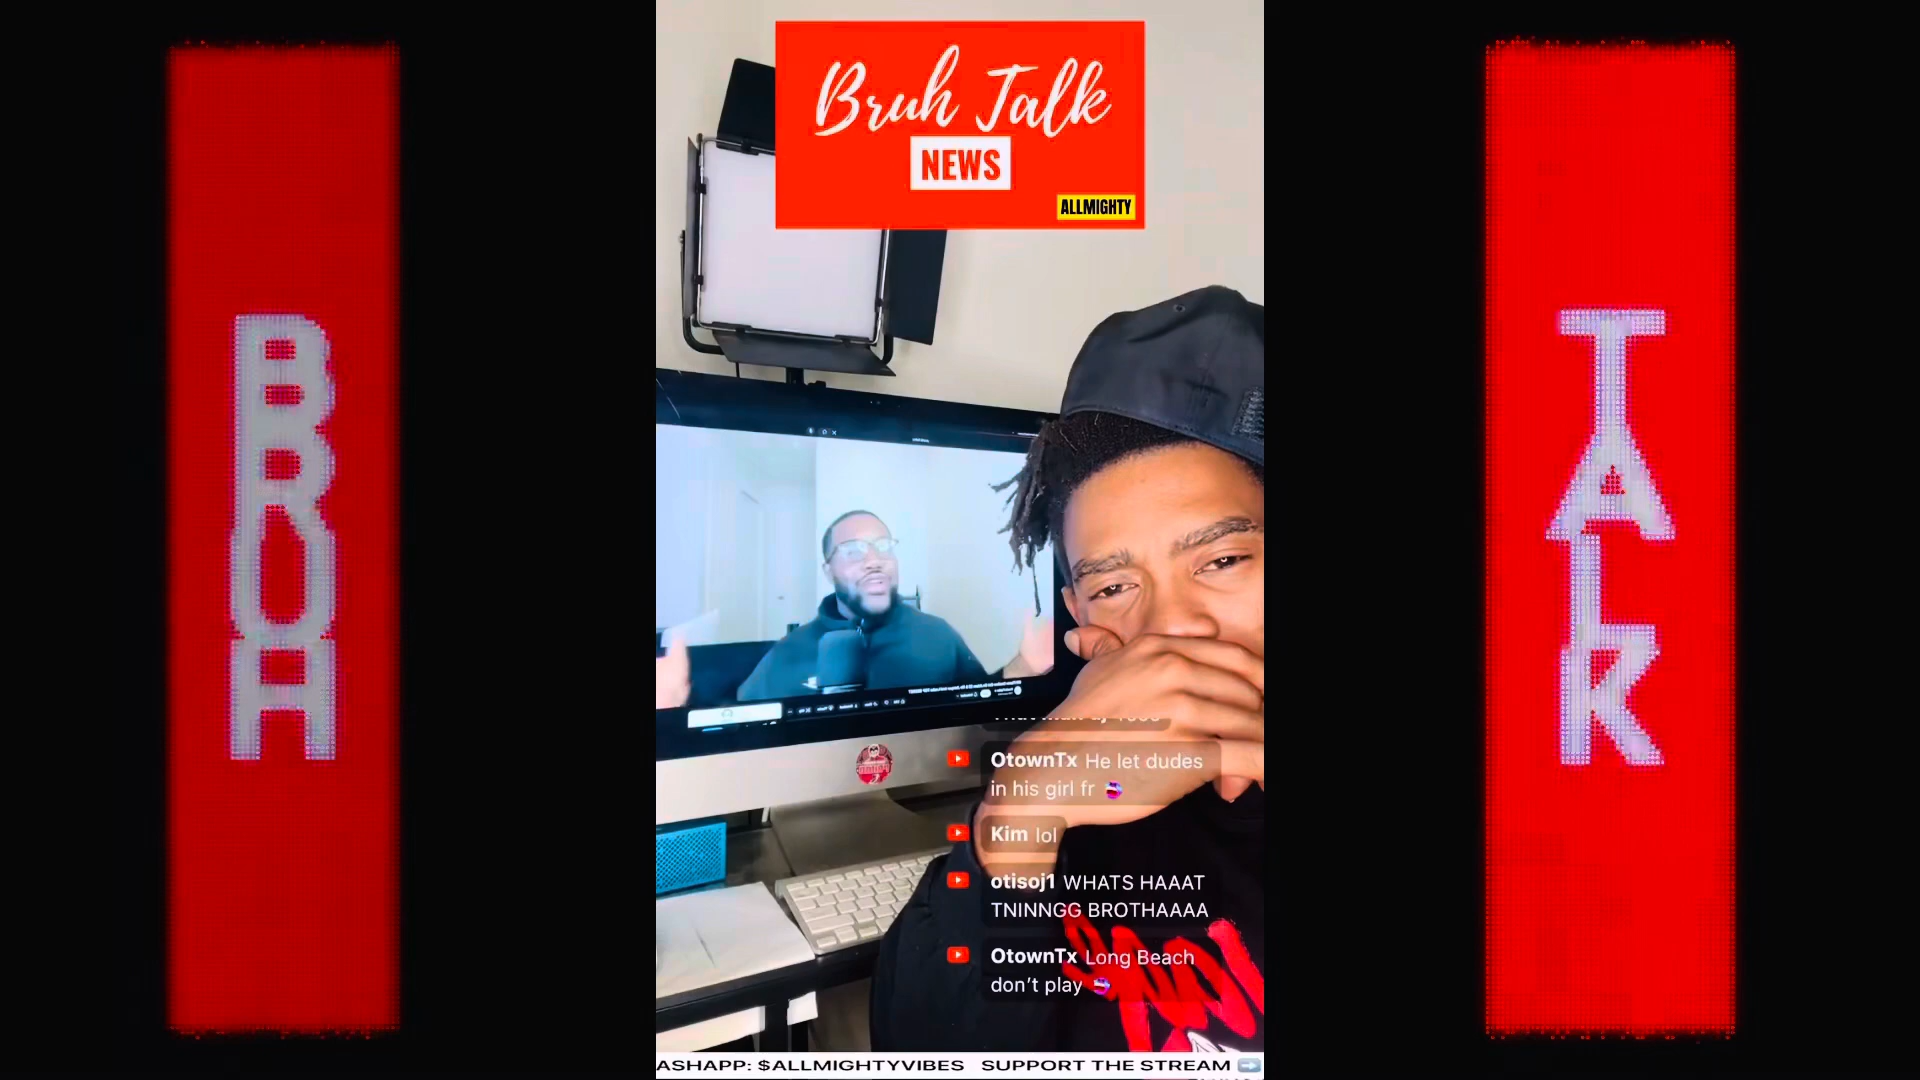 BRUH
Bruh Talk
NEWS
ALLMIGHTY
TALK
OtownTx He let dudes
in his girl fr
Kim lol
otisoj1 WHATS HAAAT
TNINNGG BROTHAAAA
OtownTx Long Beach
don't play
ASHAPP: $ALLMIGHTYVIBES SUPPORT THE STREAM